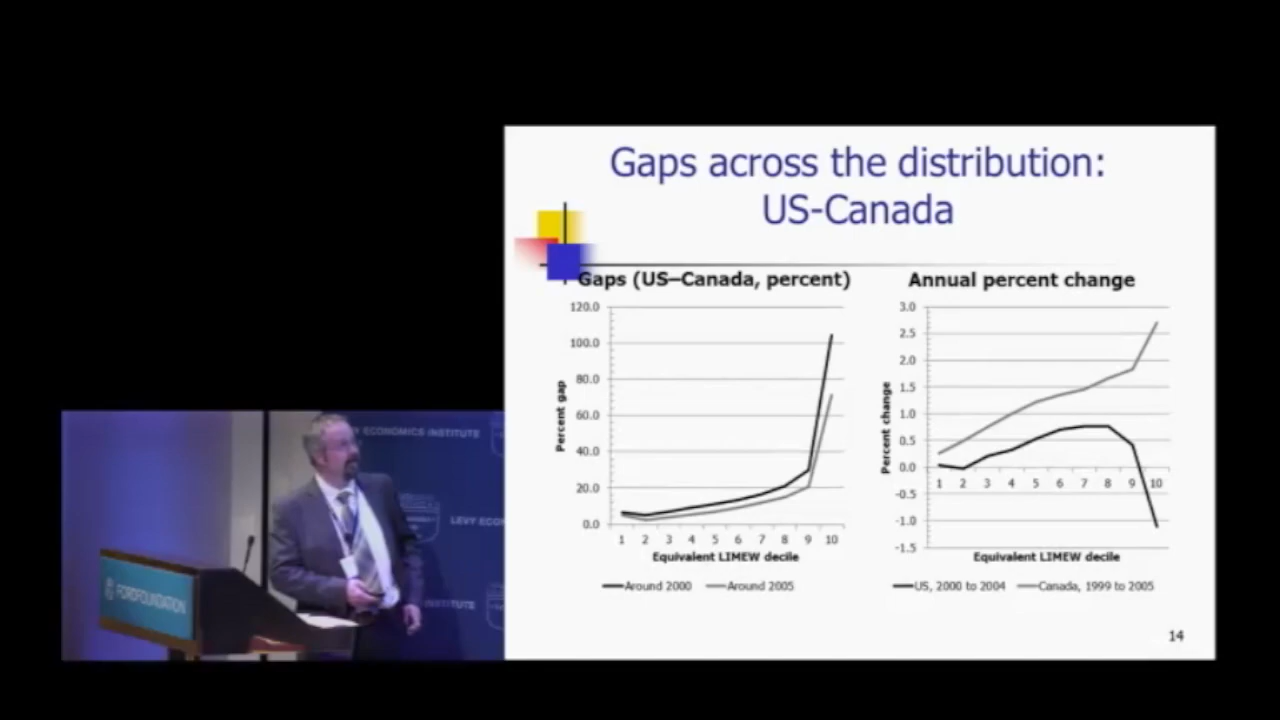 Gaps across the distribution:
US-Canada
Gaps (US–Canada, percent)
120.0
100.0
80.0
60.0
40.0
20.0
0.0
Percent gap
1 2 3 4 5 6 7 8 9 10
Equivalent LIMEW decile
Around 2000 Around 2005
Annual percent change
3.0
2.5
2.0
1.5
1.0
0.5
0.0
-0.5
-1.0
-1.5
Percent change
1 2 3 4 5 6 7 8 9 10
Equivalent LIMEW decile
US, 2000 to 2004 Canada, 1999 to 2005
14
Y ECONOMICS INSTITUTE
LEVY ECON
INSTITUTE
FORDFOUNDATION